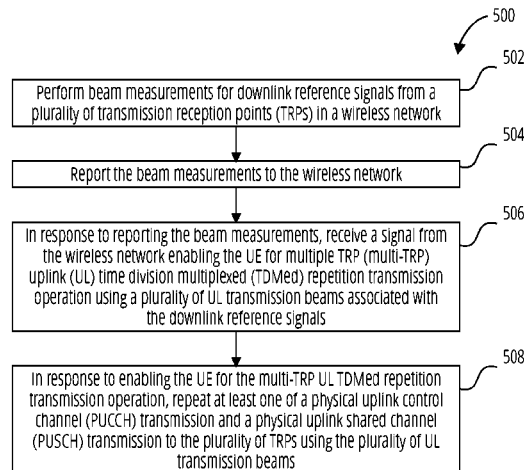 500
502
Perform beam measurements for downlink reference signals from a
plurality of transmission reception points (TRPs) in a wireless network
504
Report the beam measurements to the wireless network
506
In response to reporting the beam measurements, receive a signal from
the wireless network enabling the UE for multiple TRP (multi-TRP)
uplink (UL) time division multiplexed (TDMed) repetition transmission
operation using a plurality of UL transmission beams associated with
the downlink reference signals
508
In response to enabling the UE for the multi-TRP UL TDMed repetition
transmission operation, repeat at least one of a physical uplink control
channel (PUCCH) transmission and a physical uplink shared channel
(PUSCH) transmission to the plurality of TRPs using the plurality of UL
transmission beams